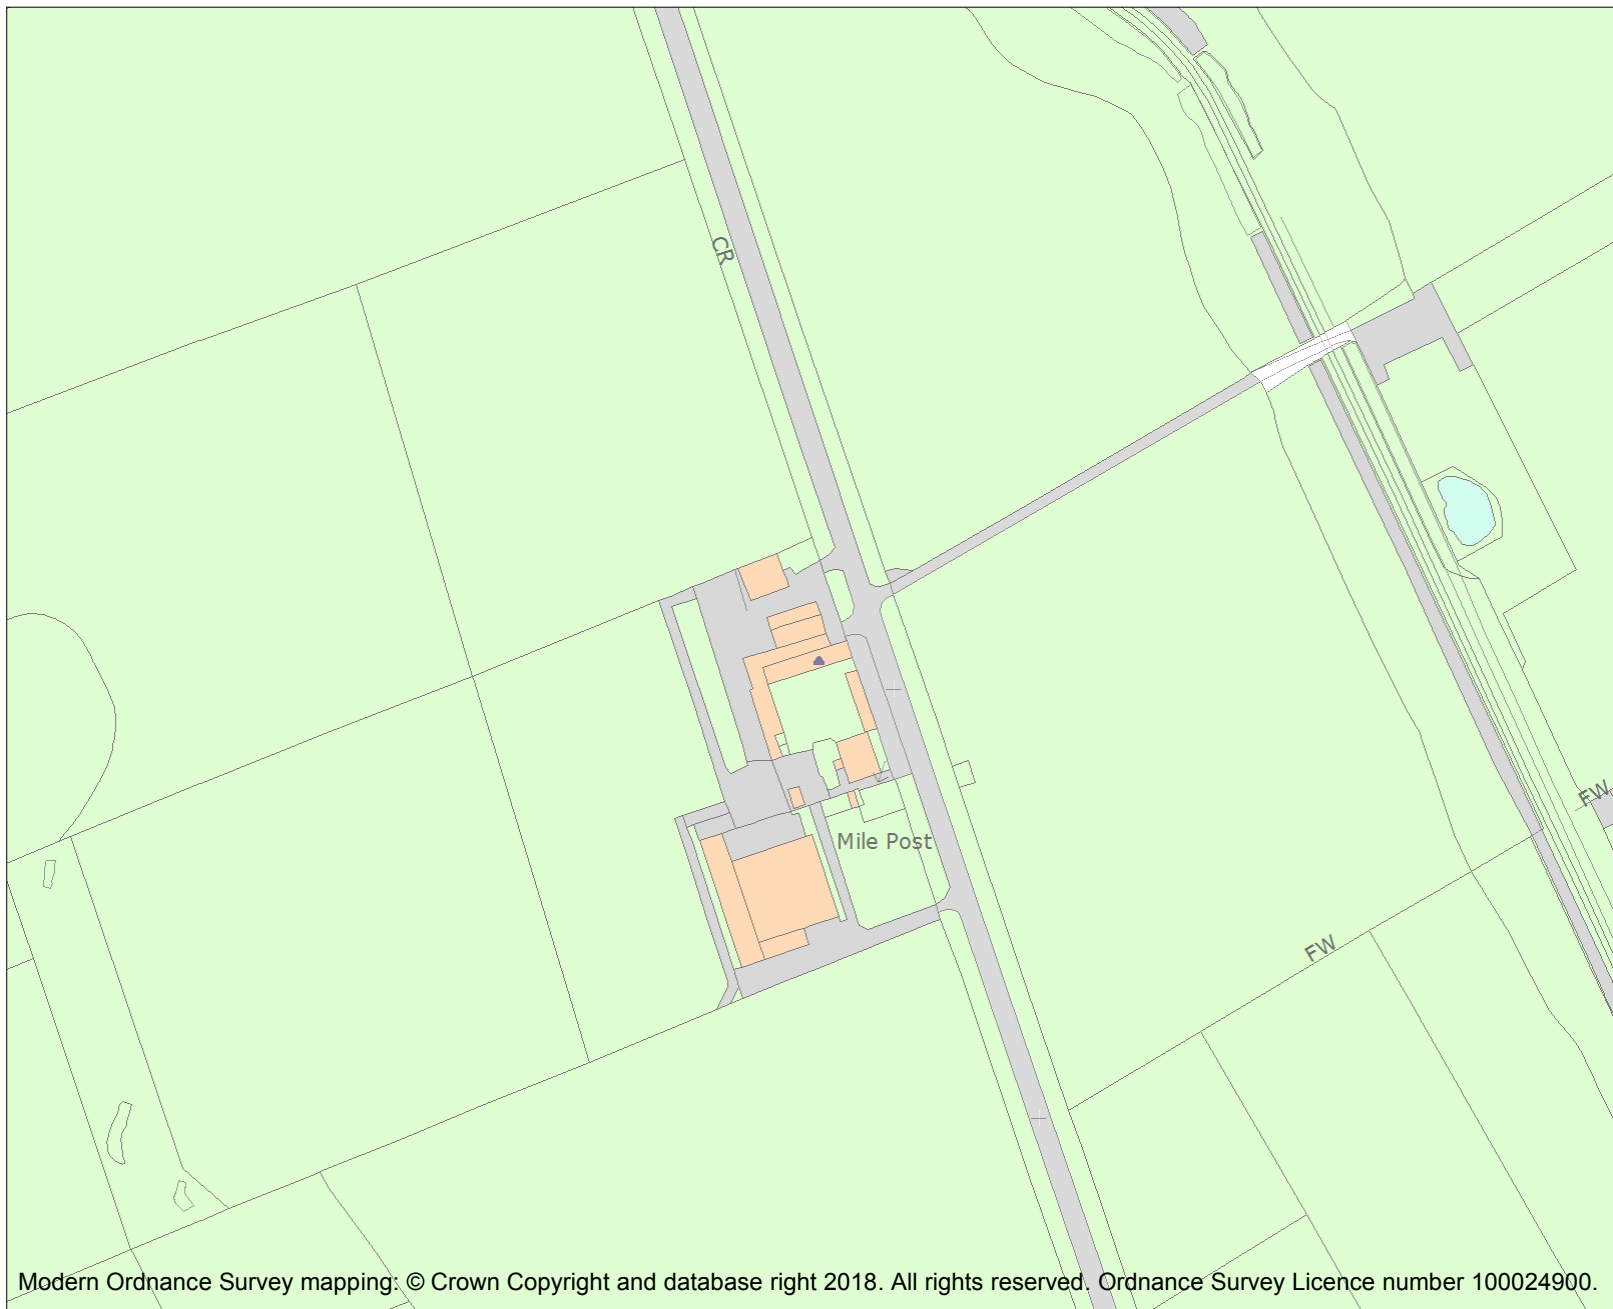 CR
FW
Mile Post
FW
Modern Ordnance Survey mapping: © Crown Copyright and database right 2018. All rights reserved. Ordnance Survey Licence number 100024900.